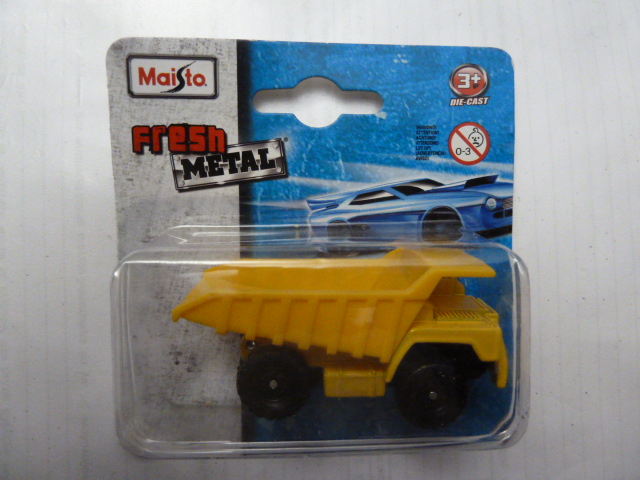 Maisto
3+
DIE-CAST
Fresh
METAL
0-3